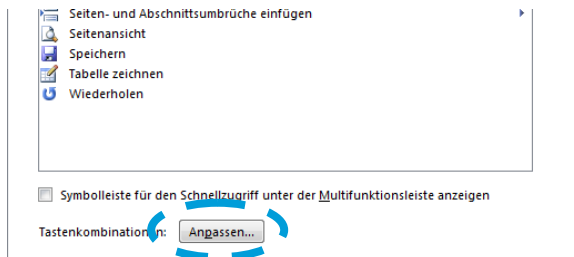 Seiten- und Abschnittsumbrüche einfügen
Seitenansicht
Speichern
Tabelle zeichnen
Wiederholen
Symbolleiste für den Schnellzugriff unter der Multifunktionsleiste anzeigen
Tastenkombinationen: Anpassen...